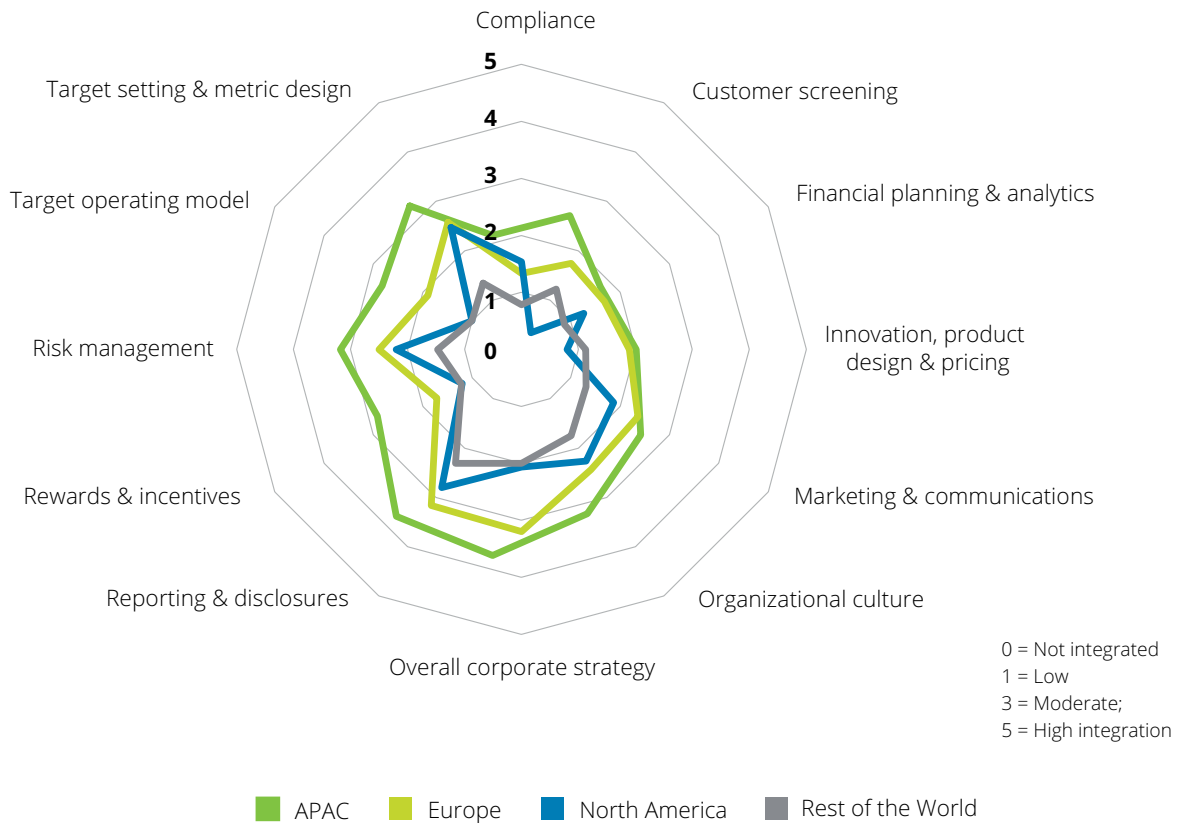 Compliance
5
Target setting & metric design
Customer screening
4
3
Target operating model
Financial planning & analytics
2
1
Risk management
0
Innovation, product
design & pricing
Rewards & incentives
Marketing & communications
Reporting & disclosures
Organizational culture
Overall corporate strategy
0 = Not integrated
1 = Low
3 = Moderate;
5 = High integration
APAC
Europe
North America
Rest of the World